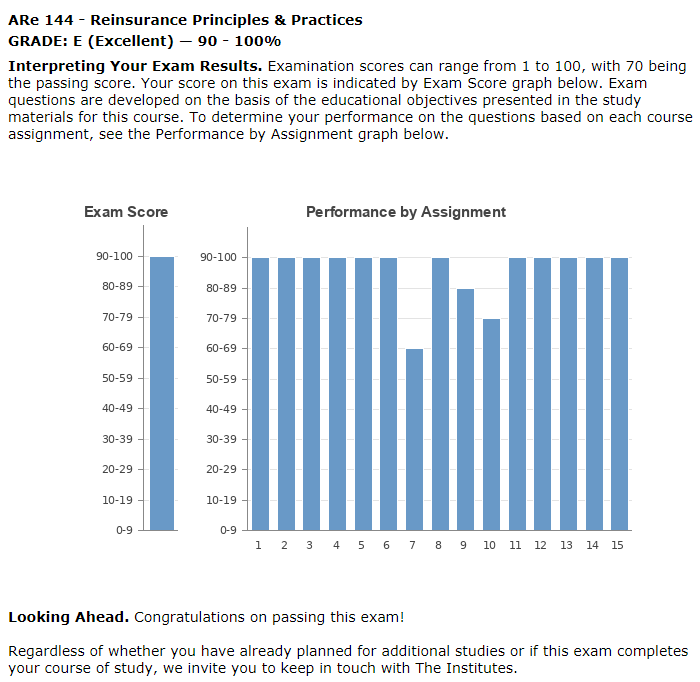 ARe 144 - Reinsurance Principles & Practices
GRADE: E (Excellent) — 90 - 100%
Interpreting Your Exam Results. Examination scores can range from 1 to 100, with 70 being
the passing score. Your score on this exam is indicated by Exam Score graph below. Exam
questions are developed on the basis of the educational objectives presented in the study
materials for this course. To determine your performance on the questions based on each course
assignment, see the Performance by Assignment graph below.
Exam Score
90-100
80-89
70-79
60-69
50-59
40-49
30-39
20-29
10-19
0-9
Performance by Assignment
90-100
80-89
70-79
60-69
50-59
40-49
30-39
20-29
10-19
0-9
1 2 3 4 5 6 7 8 9 10 11 12 13 14 15
Looking Ahead. Congratulations on passing this exam!
Regardless of whether you have already planned for additional studies or if this exam completes
your course of study, we invite you to keep in touch with The Institutes.